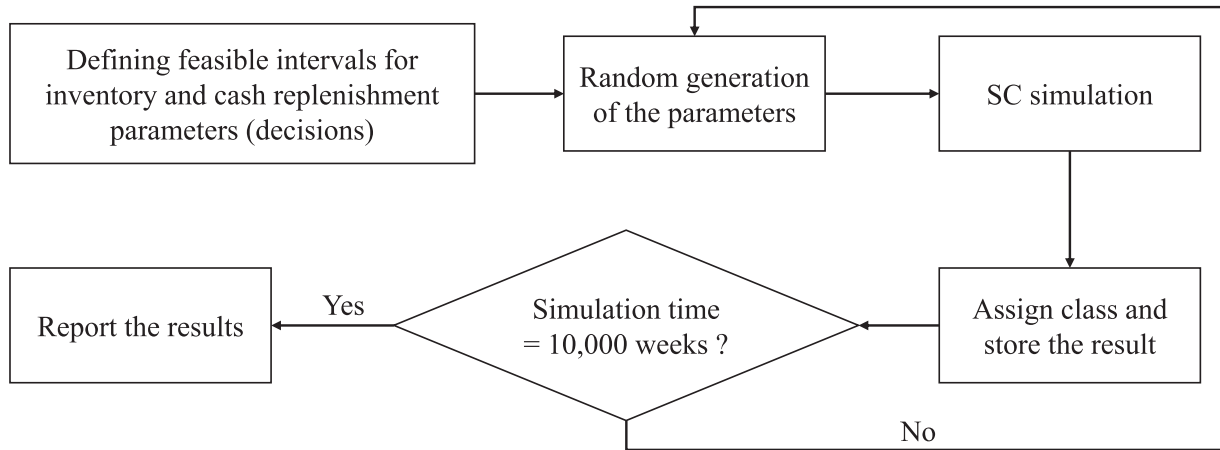 Defining feasible intervals for
inventory and cash replenishment
parameters (decisions)
Random generation
of the parameters
SC simulation
Assign class and
store the result
Simulation time
= 10,000 weeks ?
Yes
Report the results
No